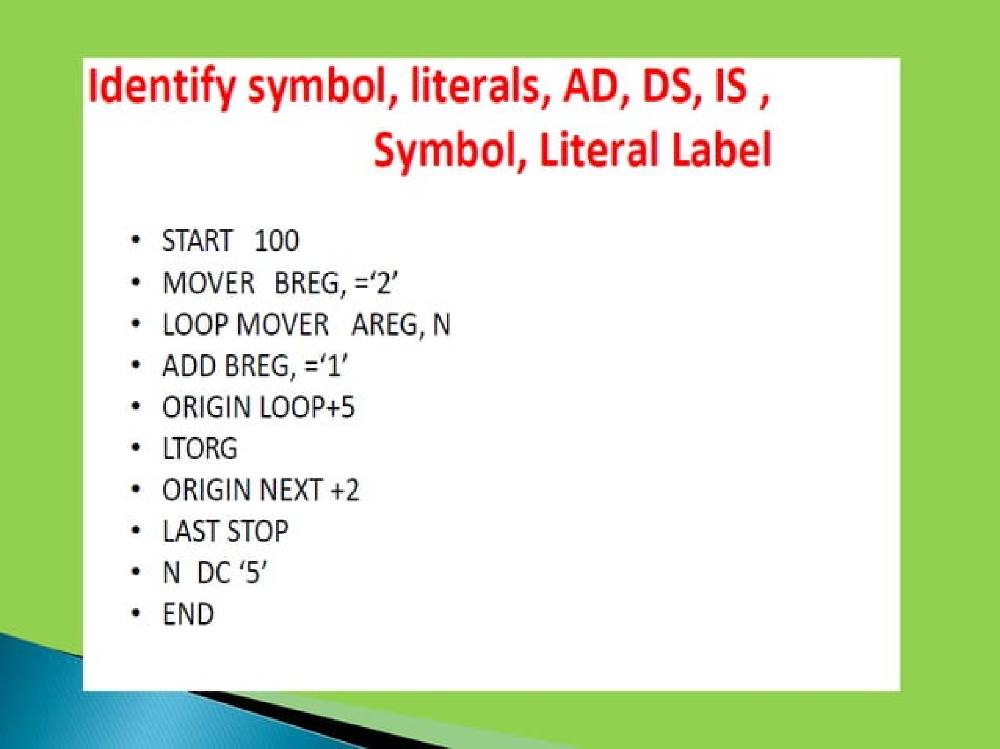 Identify symbol, literals, AD, DS, IS ,
Symbol, Literal Label
• START 100
• MOVER BREG, =‘2’
• LOOP MOVER AREG, N
• ADD BREG, =‘1’
• ORIGIN LOOP+5
• LTORG
• ORIGIN NEXT +2
• LAST STOP
• N DC ‘5’
• END